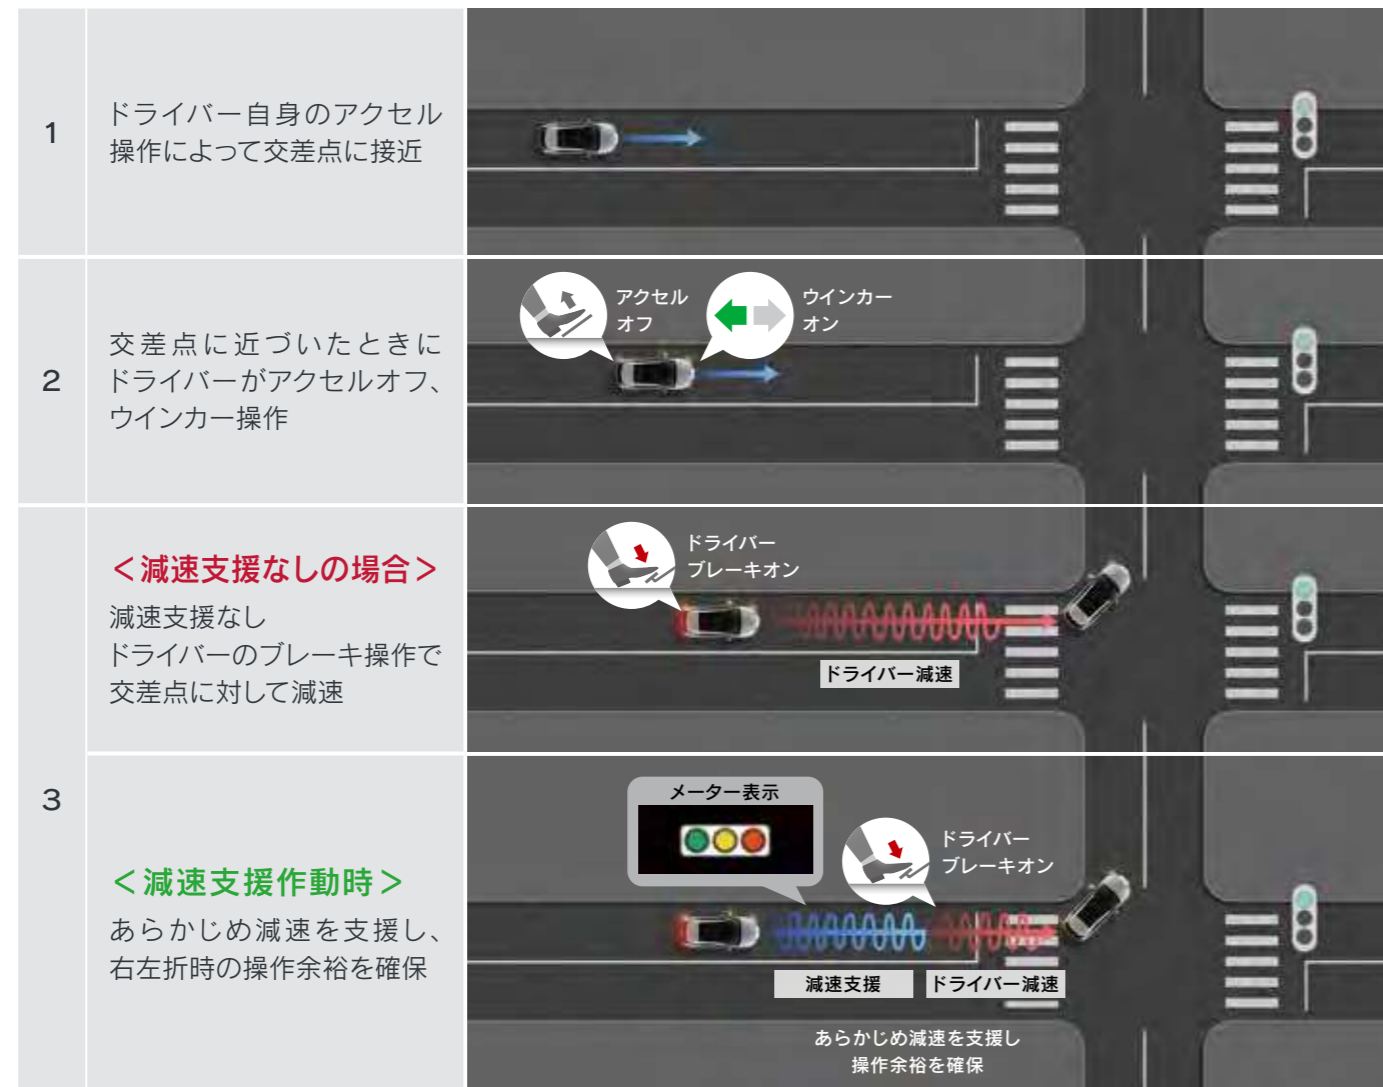 1
ドライバー自身のアクセル
操作によって交差点に接近
2
交差点に近づいたときに
ドライバーがアクセルオフ、
ウインカー操作
アクセル
オフ
ウインカー
オン
3
＜減速支援なしの場合＞
減速支援なし
ドライバーのブレーキ操作で
交差点に対して減速
ドライバー
ブレーキオン
ドライバー減速
＜減速支援作動時＞
あらかじめ減速を支援し、
右左折時の操作余裕を確保
メーター表示
ドライバー
ブレーキオン
減速支援
ドライバー減速
あらかじめ減速を支援し
操作余裕を確保